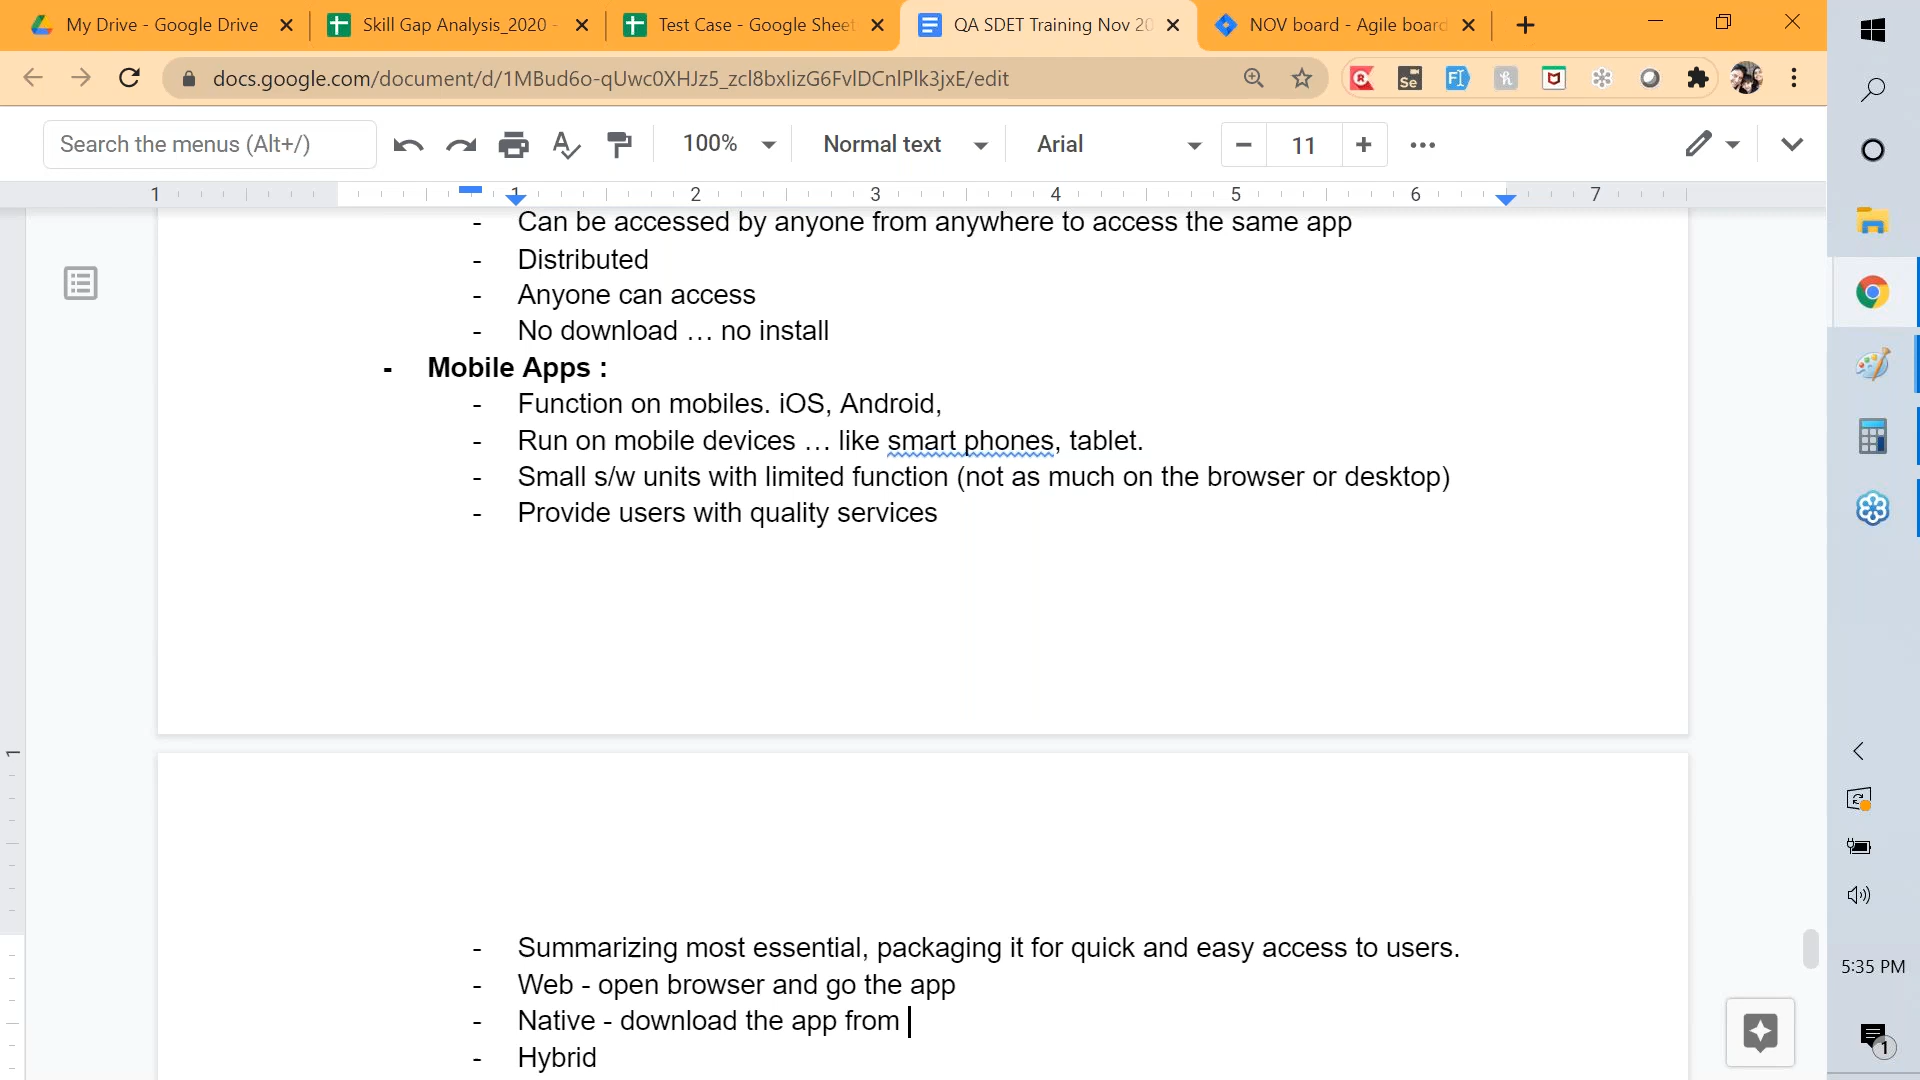 My Drive - Google Drive
Skill Gap Analysis_2020 -
Test Case - Google Sheet
QA SDET Training Nov 20
NOV board - Agile board
docs.google.com/document/d/1MBud6o-qUwc0XHJz5_zcl8bxIizG6FvlDCnlPlk3jxE/edit
Search the menus (Alt+/)
100%
Normal text
Arial
11
1 1 2 3 4 5 6 7
- Can be accessed by anyone from anywhere to access the same app
- Distributed
- Anyone can access
- No download … no install
- Mobile Apps :
- Function on mobiles. iOS, Android,
- Run on mobile devices … like smart phones, tablet.
- Small s/w units with limited function (not as much on the browser or desktop)
- Provide users with quality services
1
- Summarizing most essential, packaging it for quick and easy access to users.
- Web - open browser and go the app
- Native - download the app from
- Hybrid
5:35 PM
1